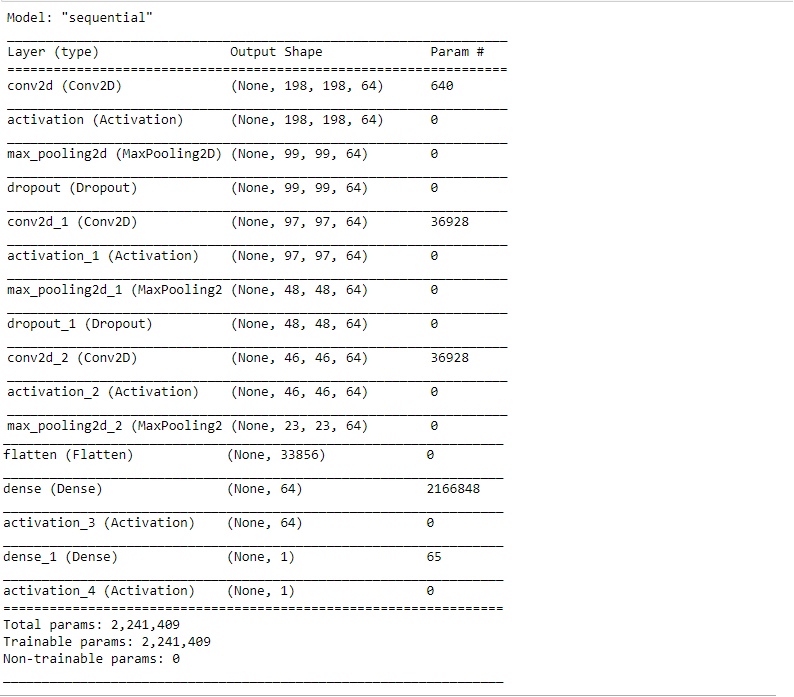 Model: "sequential"
Layer (type) Output Shape Param #
conv2d (Conv2D) (None, 198, 198, 64) 640
activation (Activation) (None, 198, 198, 64) 0
max_pooling2d (MaxPooling2D) (None, 99, 99, 64) 0
dropout (Dropout) (None, 99, 99, 64) 0
conv2d_1 (Conv2D) (None, 97, 97, 64) 36928
activation_1 (Activation) (None, 97, 97, 64) 0
max_pooling2d_1 (MaxPooling2 (None, 48, 48, 64) 0
dropout_1 (Dropout) (None, 48, 48, 64) 0
conv2d_2 (Conv2D) (None, 46, 46, 64) 36928
activation_2 (Activation) (None, 46, 46, 64) 0
max_pooling2d_2 (MaxPooling2 (None, 23, 23, 64) 0
flatten (Flatten) (None, 33856) 0
dense (Dense) (None, 64) 2166848
activation_3 (Activation) (None, 64) 0
dense_1 (Dense) (None, 1) 65
activation_4 (Activation) (None, 1) 0
Total params: 2,241,409
Trainable params: 2,241,409
Non-trainable params: 0